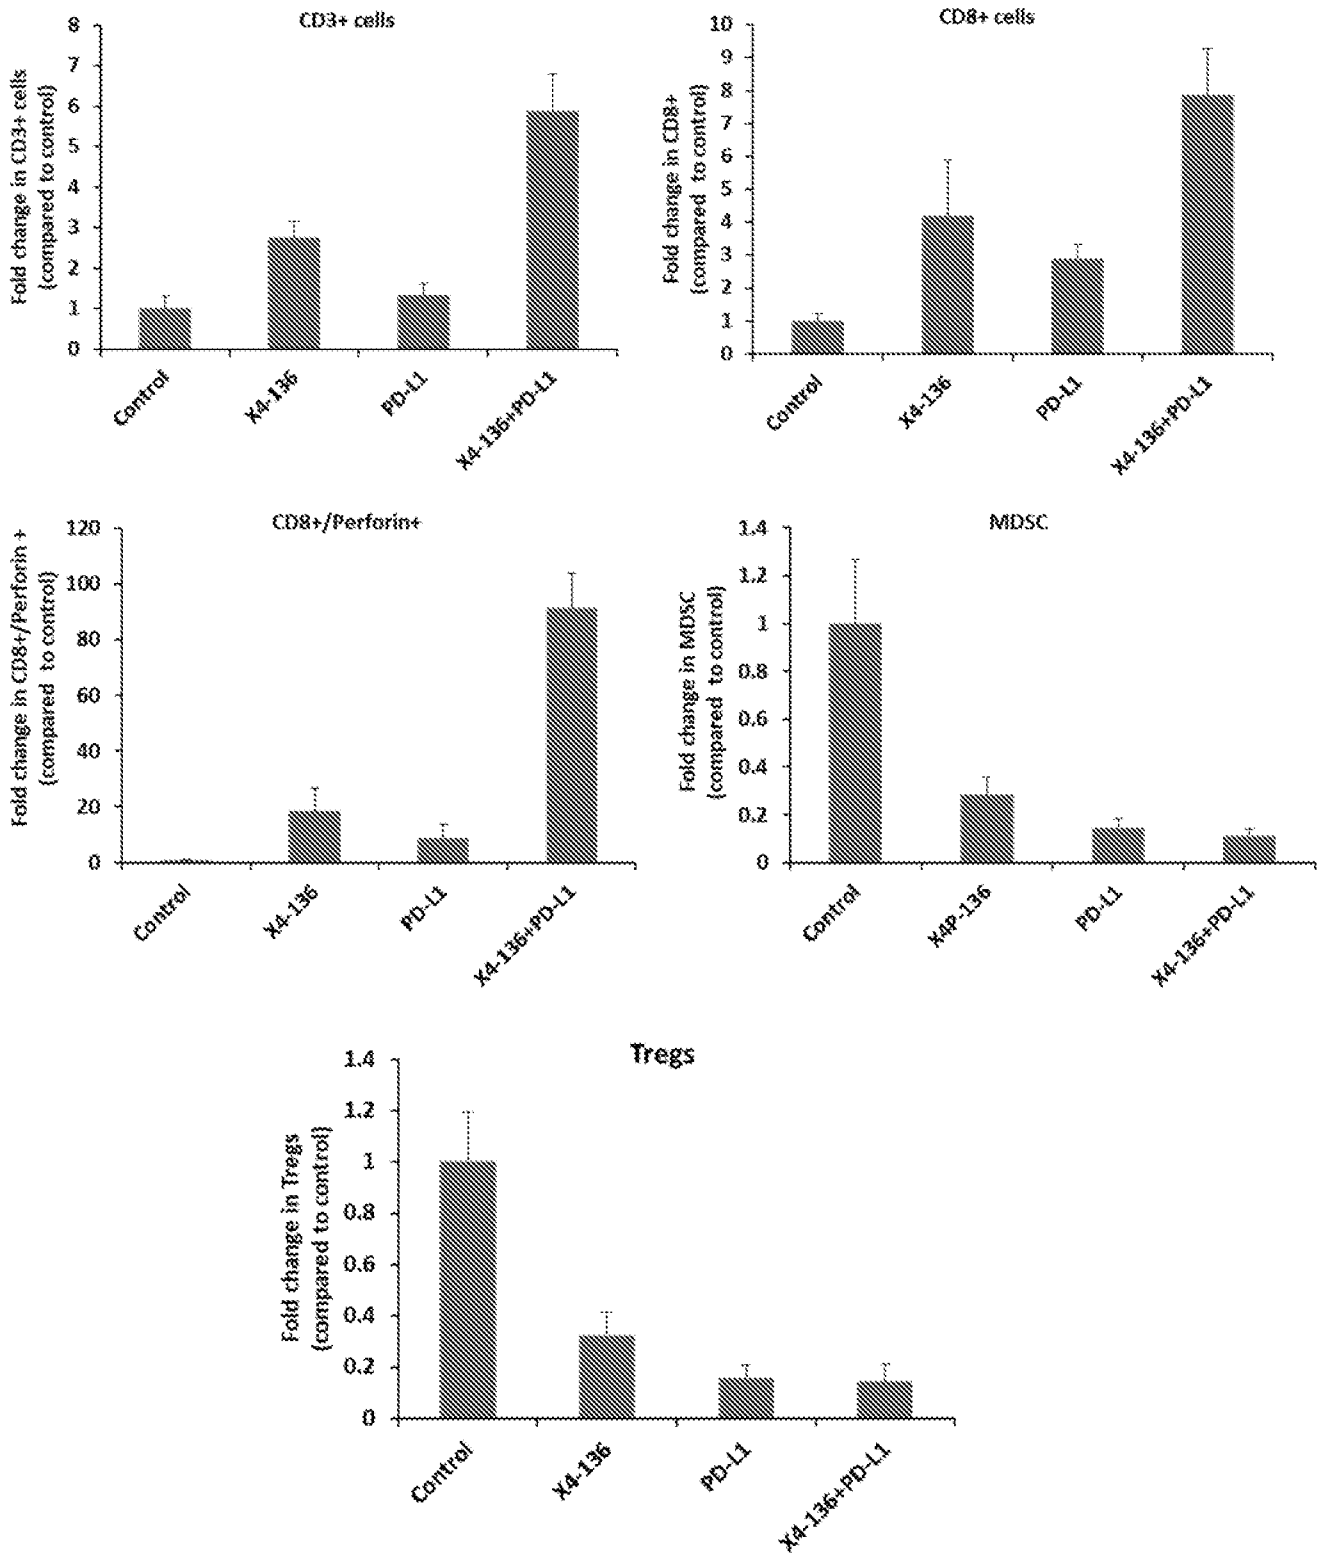 CD3+ cells
Fold change in CD3+ cells
(compared to control)
8
7
6
5
4
3
2
1
0
Control
X4-136
PD-L1
X4-136+PD-L1
CD8+ cells
Fold change in CD8+
(compared to control)
10
9
8
7
6
5
4
3
2
1
0
Control
X4-136
PD-L1
X4-136+PD-L1
CD8+/Perforin+
Fold change in CD8+/Perforin +
(compared to control)
120
100
80
60
40
20
0
Control
X4-136
PD-L1
X4-136+PD-L1
MDSC
Fold change in MDSC
(compared to control)
1.4
1.2
1
0.8
0.6
0.4
0.2
0
Control
X4P-136
PD-L1
X4-136+PD-L1
Tregs
Fold change in Tregs
(compared to control)
1.4
1.2
1
0.8
0.6
0.4
0.2
0
Control
X4-136
PD-L1
X4-136+PD-L1